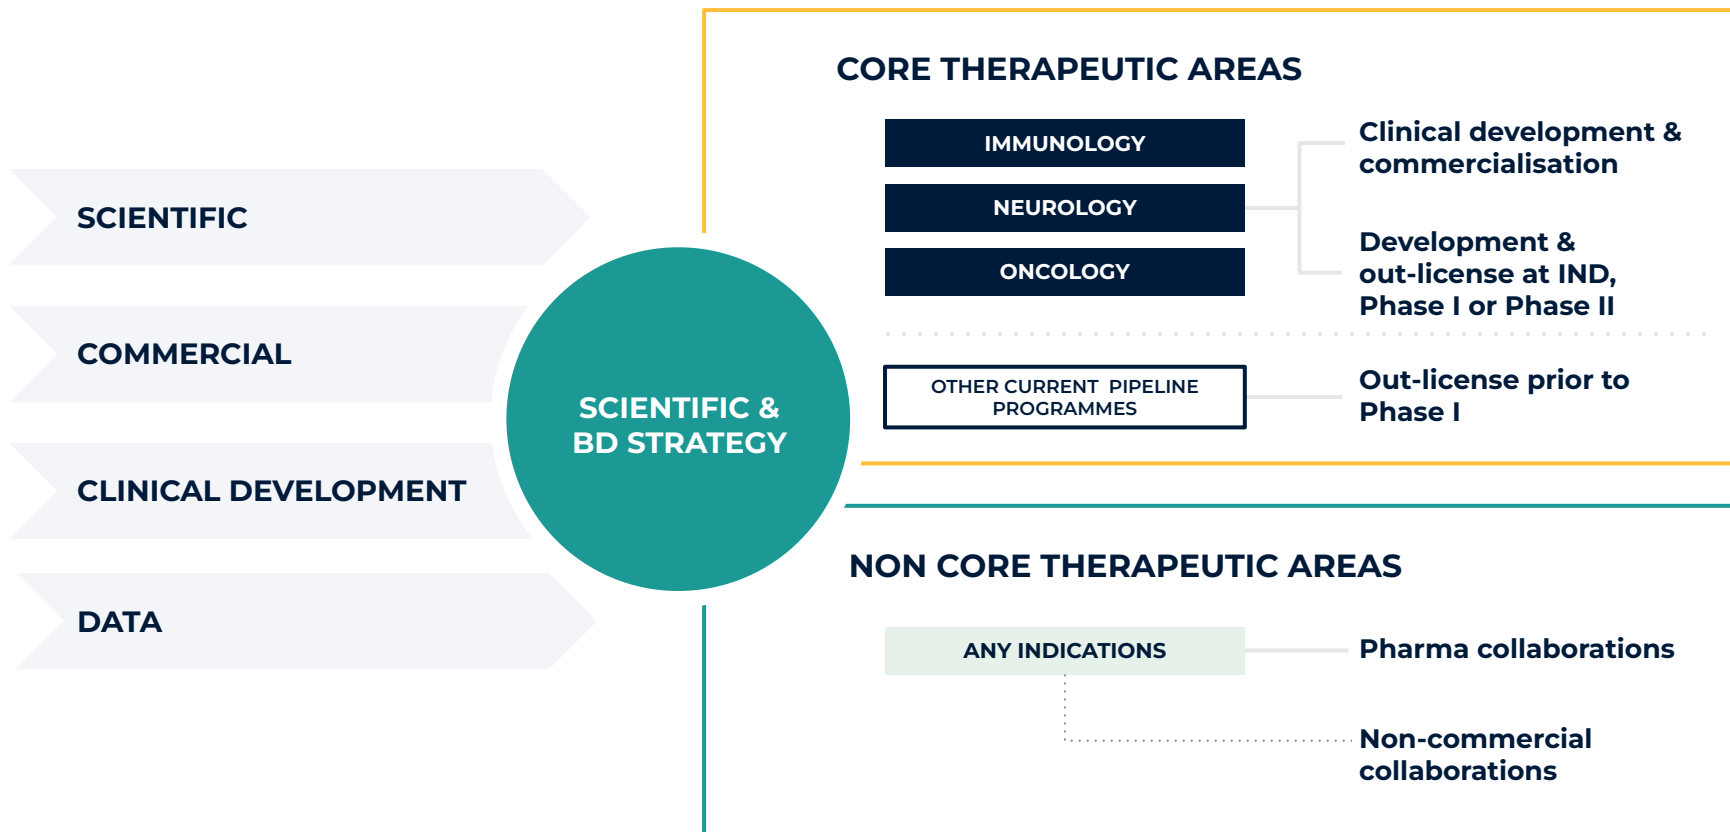 SCIENTIFIC
COMMERCIAL
CLINICAL DEVELOPMENT
DATA
SCIENTIFIC &
BD STRATEGY
CORE THERAPEUTIC AREAS
IMMUNOLOGY
NEUROLOGY
ONCOLOGY
Clinical development &
commercialisation
Development &
out-license at IND,
Phase I or Phase II
OTHER CURRENT PIPELINE
PROGRAMMES
Out-license prior to
Phase I
NON CORE THERAPEUTIC AREAS
ANY INDICATIONS
Pharma collaborations
Non-commercial
collaborations